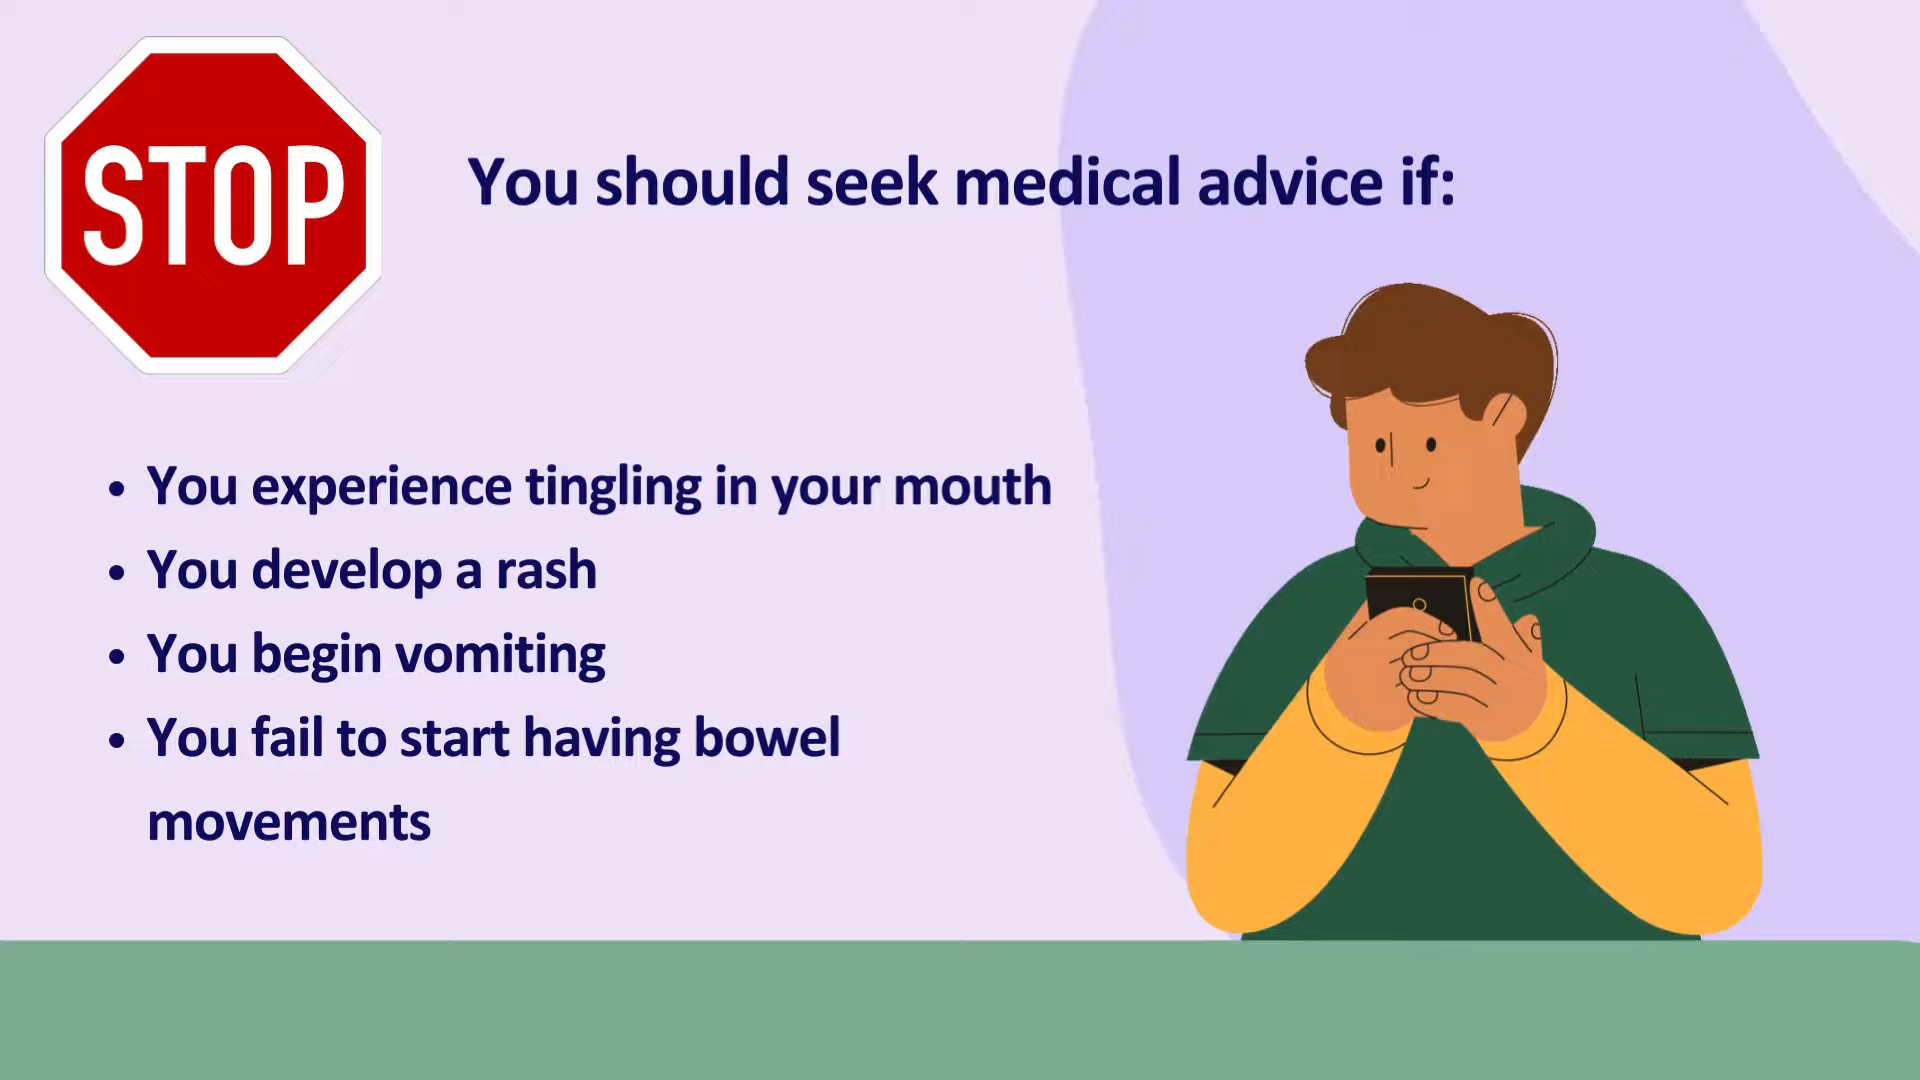 STOP
You should seek medical advice if:
• You experience tingling in your mouth
• You develop a rash
• You begin vomiting
• You fail to start having bowel
movements